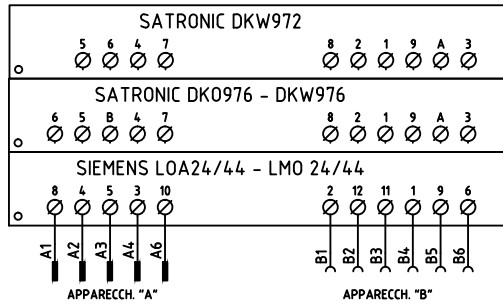 SATRONIC DKW972
5 6 4 7 8 2 1 9 A 3
SATRONIC DKO976 - DKW976
6 5 B 4 7 8 2 1 9 A 3
SIEMENS LOA24/44 - LMO 24/44
8 4 5 3 10 2 12 11 1 9 6
A1 A2 A3 A4 A6 B1 B2 B3 B4 B5 B6
APPARECCH. "A" APPARECCH. "B"